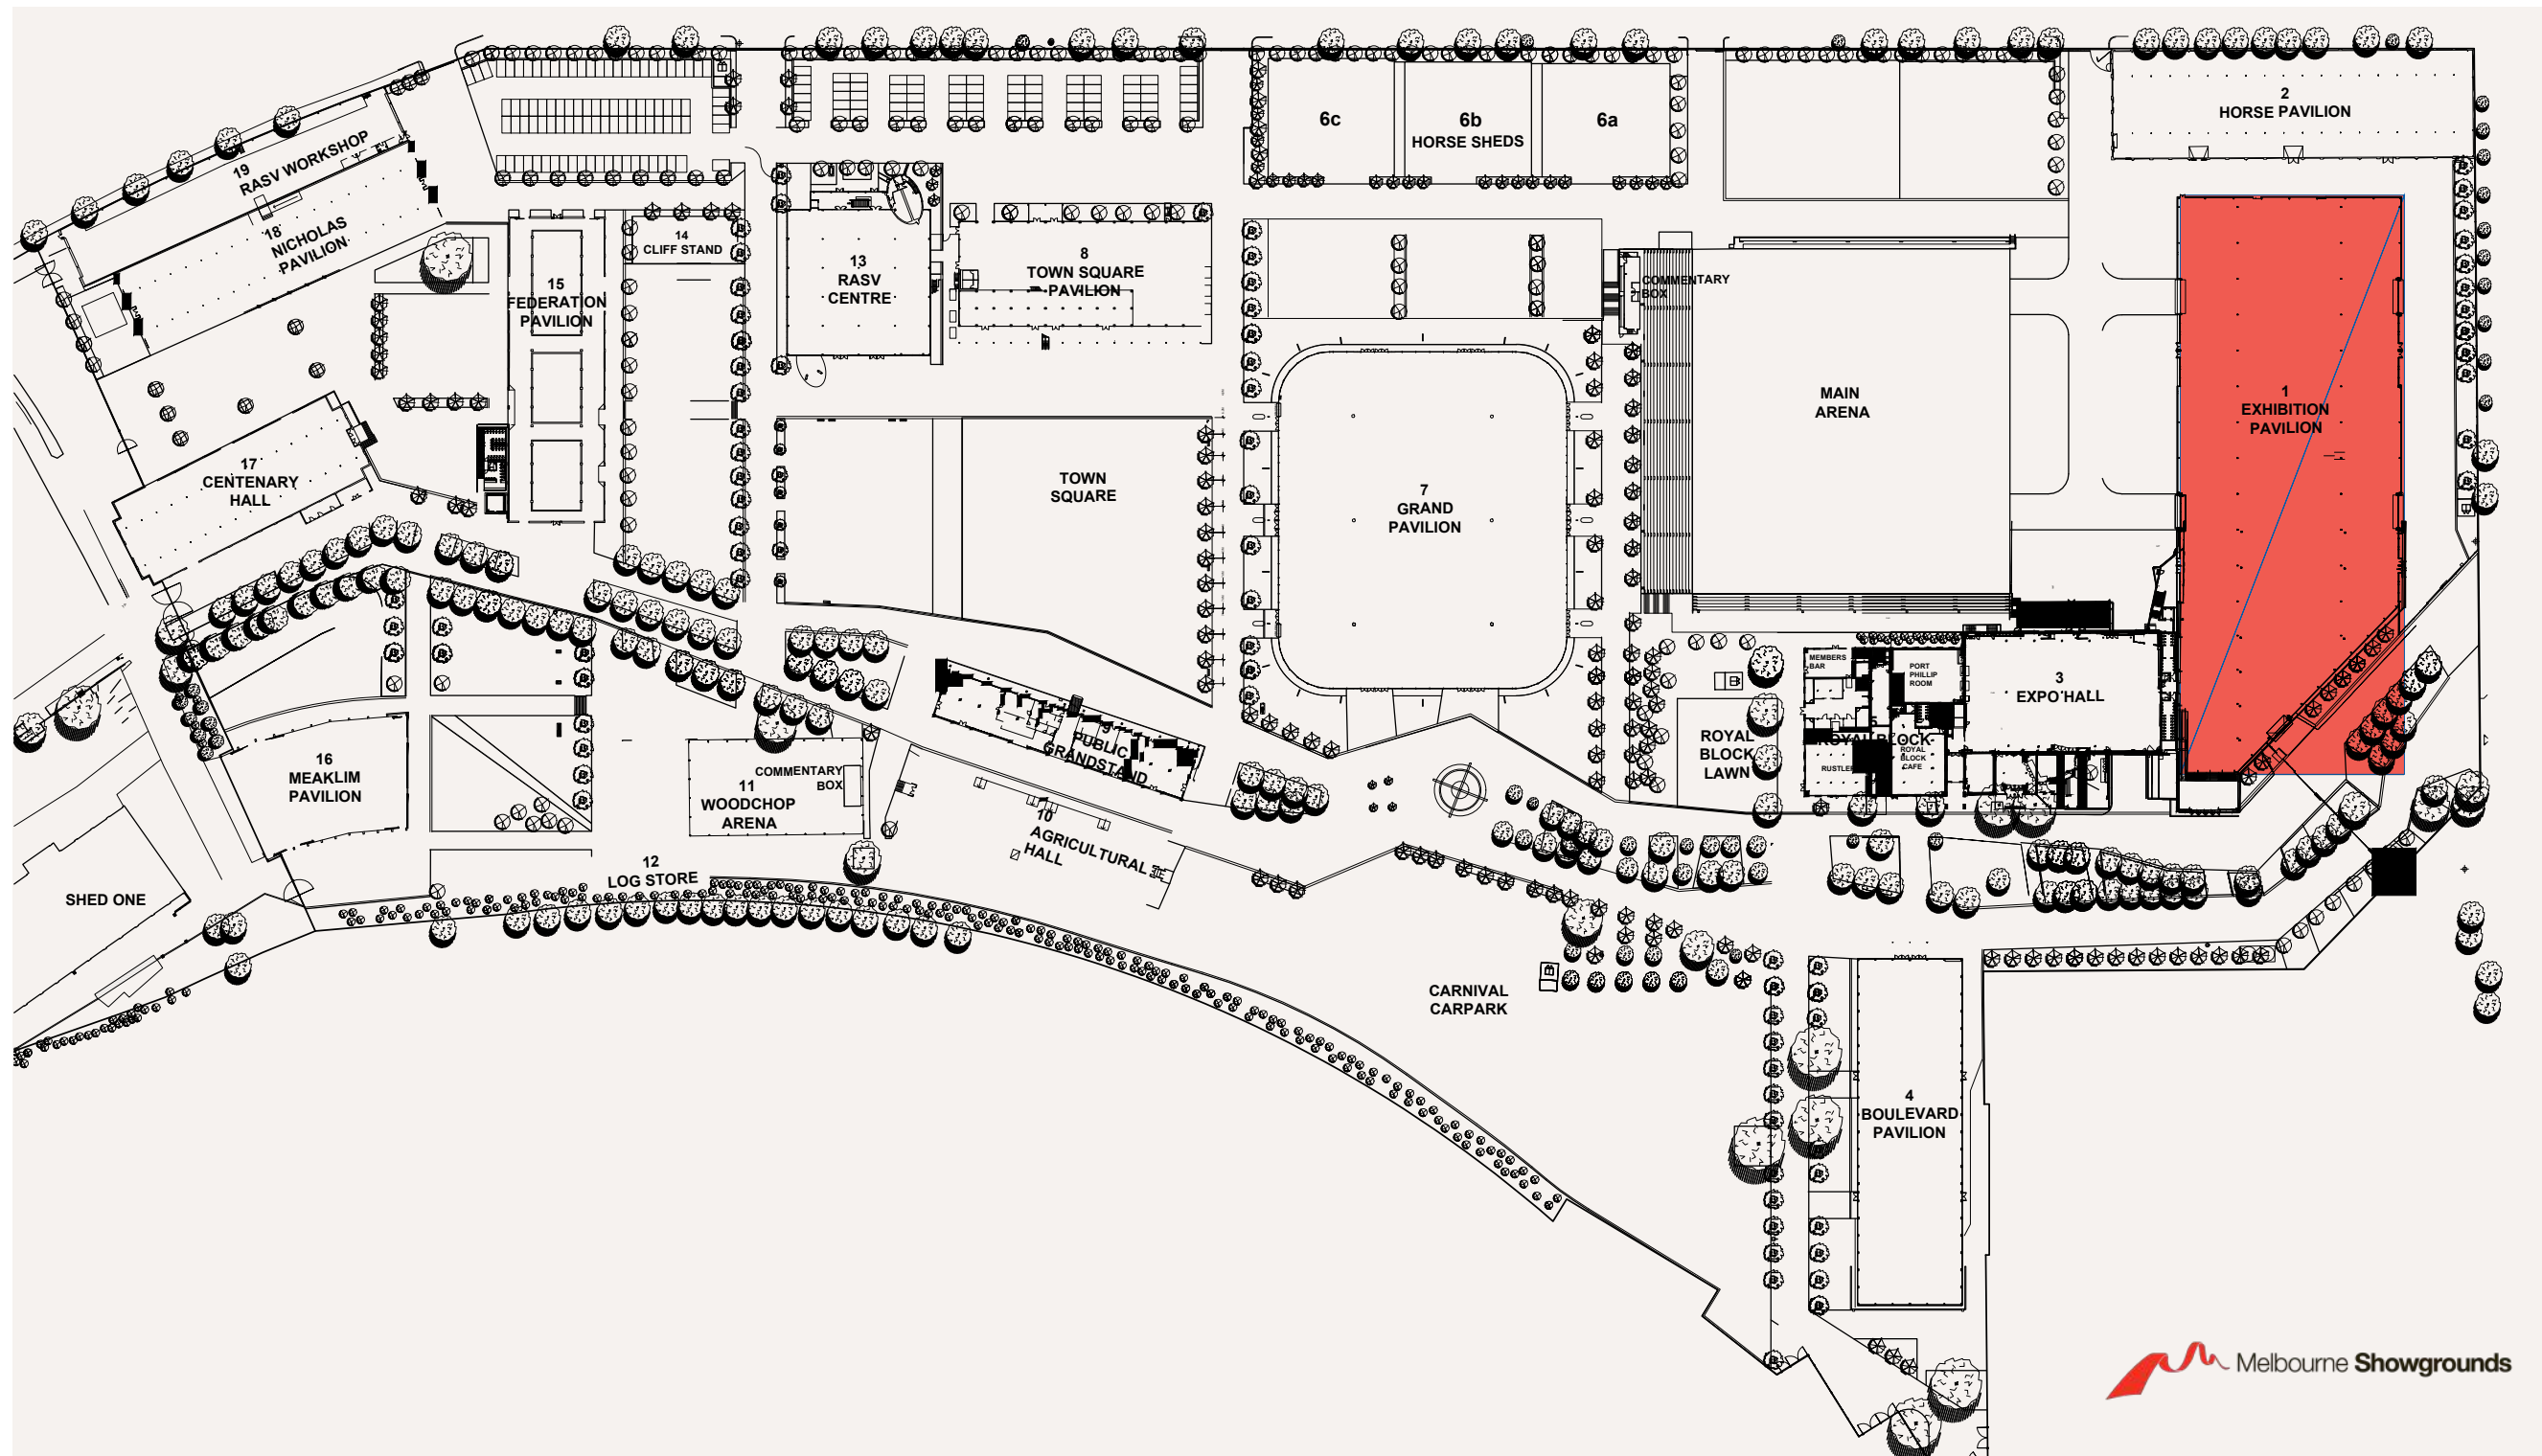 2
HORSE PAVILION
6c
6b
HORSE SHEDS
6a
19
RASV WORKSHOP
18
NICHOLAS
PAVILION
14
CLIFF STAND
15
FEDERATION
PAVILION
13
RASV
CENTRE
8
TOWN SQUARE
PAVILION
COMMENTARY
BOX
MAIN
ARENA
1
EXHIBITION
PAVILION
17
CENTENARY
HALL
TOWN
SQUARE
7
GRAND
PAVILION
MEMBERS
BAR
PORT
PHILLIP
ROOM
3
EXPO HALL
ROYAL
BLOCK
LAWN
ROYAL BLOCK
ROYAL
BLOCK
CAFE
9
PUBLIC
GRANDSTAND
16
MEAKLIM
PAVILION
COMMENTARY
BOX
11
WOODCHOP
ARENA
10
AGRICULTURAL
HALL
12
LOG STORE
SHED ONE
CARNIVAL
CARPARK
4
BOULEVARD
PAVILION
Melbourne Showgrounds